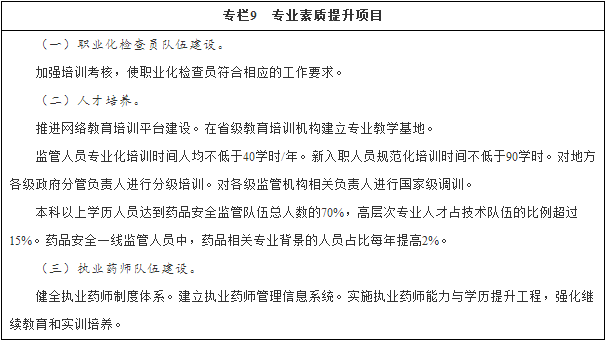 专栏9 专业素质提升项目
（一）职业化检查员队伍建设。
加强培训考核，使职业化检查员符合相应的工作要求。
（二）人才培养。
推进网络教育培训平台建设。在省级教育培训机构建立专业教学基地。
监管人员专业化培训时间人均不低于40学时/年。新入职人员规范化培训时间不低于90学时。对地方
各级政府分管负责人进行分级培训。对各级监管机构相关负责人进行国家级调训。
本科以上学历人员达到药品安全监管队伍总人数的70%，高层次专业人才占技术队伍的比例超过
15%。药品安全一线监管人员中，药品相关专业背景的人员占比每年提高2%。
（三）执业药师队伍建设。
健全执业药师制度体系。建立执业药师管理信息系统。实施执业药师能力与学历提升工程，强化继
续教育和实训培养。